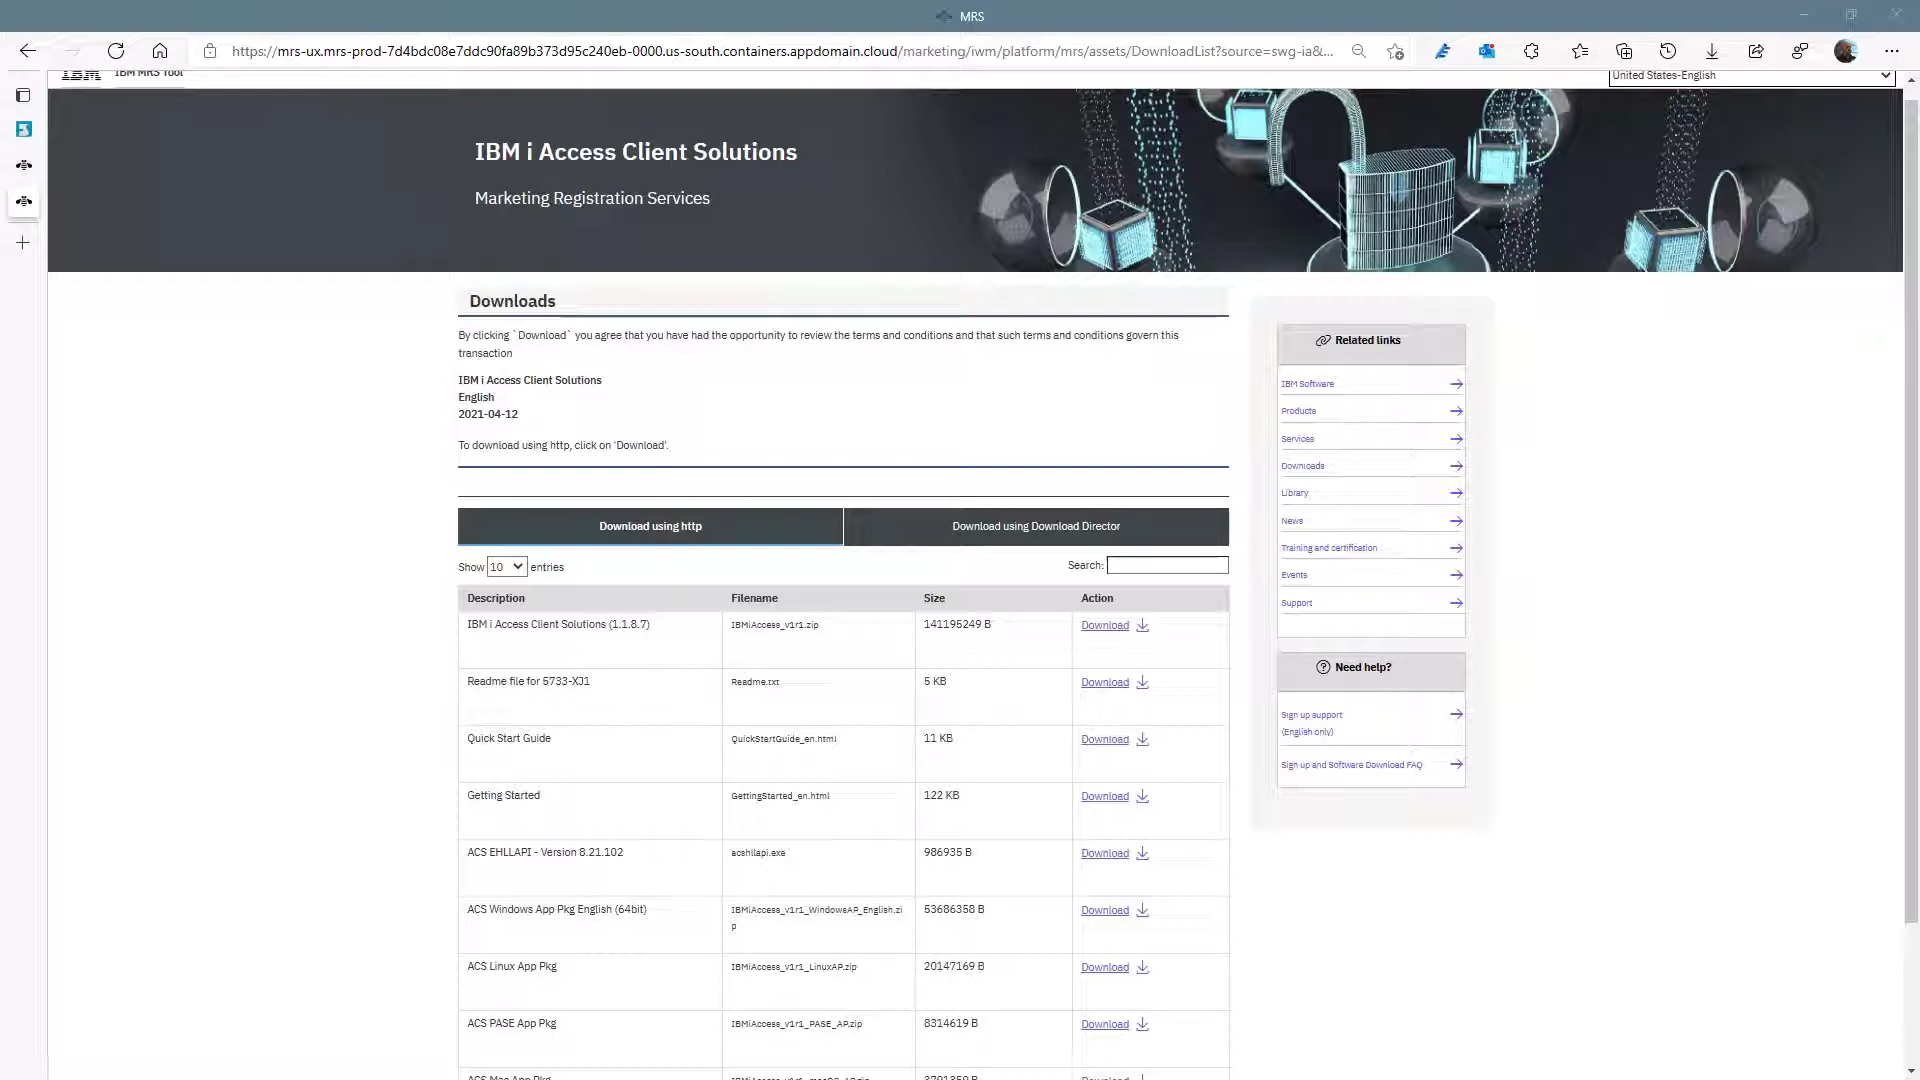 MRS
https://mrs-ux.mrs-prod-7d4bdc08e7ddc90fa89b373d95c240eb-0000.us-south.containers.appdomain.cloud/marketing/iwm/platform/mrs/assets/DownloadList?source=swg-ia&...
IBM IBM MRS Tool
United States-English
IBM i Access Client Solutions
Marketing Registration Services
Downloads
By clicking `Download` you agree that you have had the opportunity to review the terms and conditions and that such terms and conditions govern this
transaction
IBM i Access Client Solutions
English
2021-04-12
To download using http, click on 'Download'.
Download using http Download using Download Director
Show 10 entries Search:
Description Filename Size Action
IBM i Access Client Solutions (1.1.8.7) IBMiAccess_v1r1.zip 141195249 B Download
Readme file for 5733-XJ1 Readme.txt 5 KB Download
Quick Start Guide QuickStartGuide_en.html 11 KB Download
Getting Started GettingStarted_en.html 122 KB Download
ACS EHLLAPI - Version 8.21.102 acshllapi.exe 986935 B Download
ACS Windows App Pkg English (64bit) IBMiAccess_v1r1_WindowsAP_English.zi 53686358 B Download
p
ACS Linux App Pkg IBMiAccess_v1r1_LinuxAP.zip 20147169 B Download
ACS PASE App Pkg IBMiAccess_v1r1_PASE_AP.zip 8314619 B Download
ACS Mac App Pkg
Related links
IBM Software
Products
Services
Downloads
Library
News
Training and certification
Events
Support
Need help?
Sign up support
(English only)
Sign up and Software Download FAQ